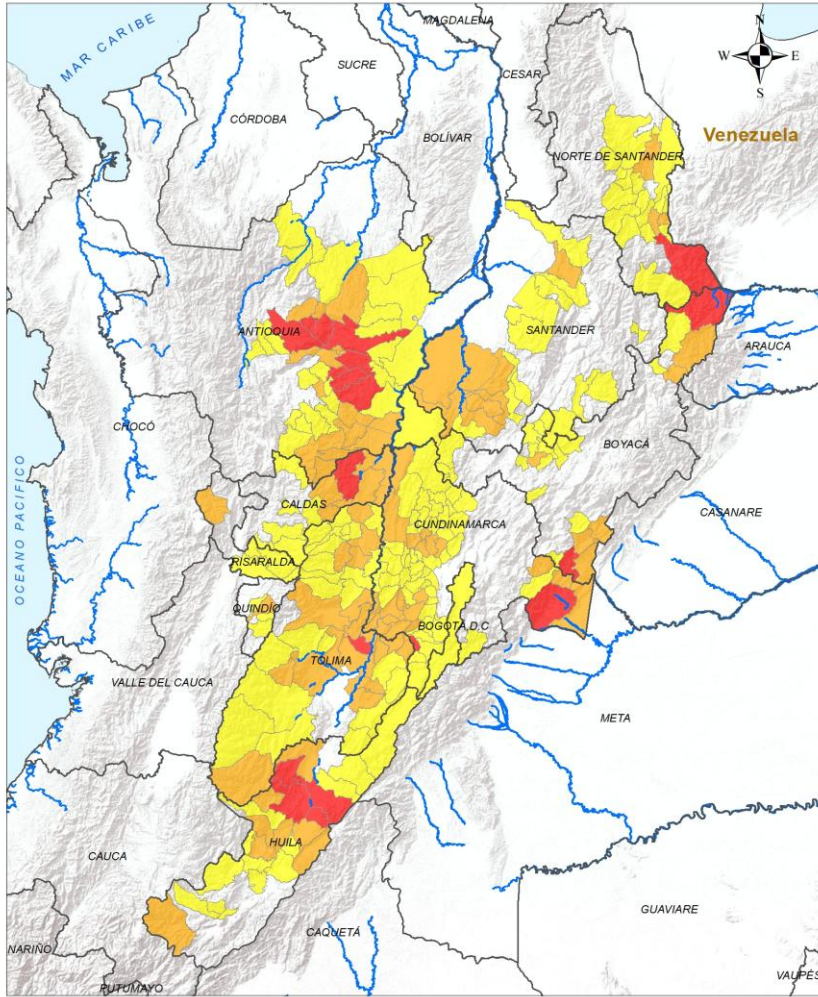 MAGDALENA
MAR CARIBE
N
W E
S
SUCRE
CESAR
CÓRDOBA
BOLÍVAR
Venezuela
NORTE DE SANTANDER
ANTIOQUIA
SANTANDER
ARAUCA
CHOCÓ
BOYACÁ
OCEANO PACIFICO
CALDAS
CUNDINAMARCA
CASANARE
RISARALDA
QUINDÍO
BOGOTÁ, D.C
TOLIMA
VALLE DEL CAUCA
META
HUILA
CAUCA
GUAVIARE
CAQUETÁ
NARIÑO
PUTUMAYO
VAUPÉS